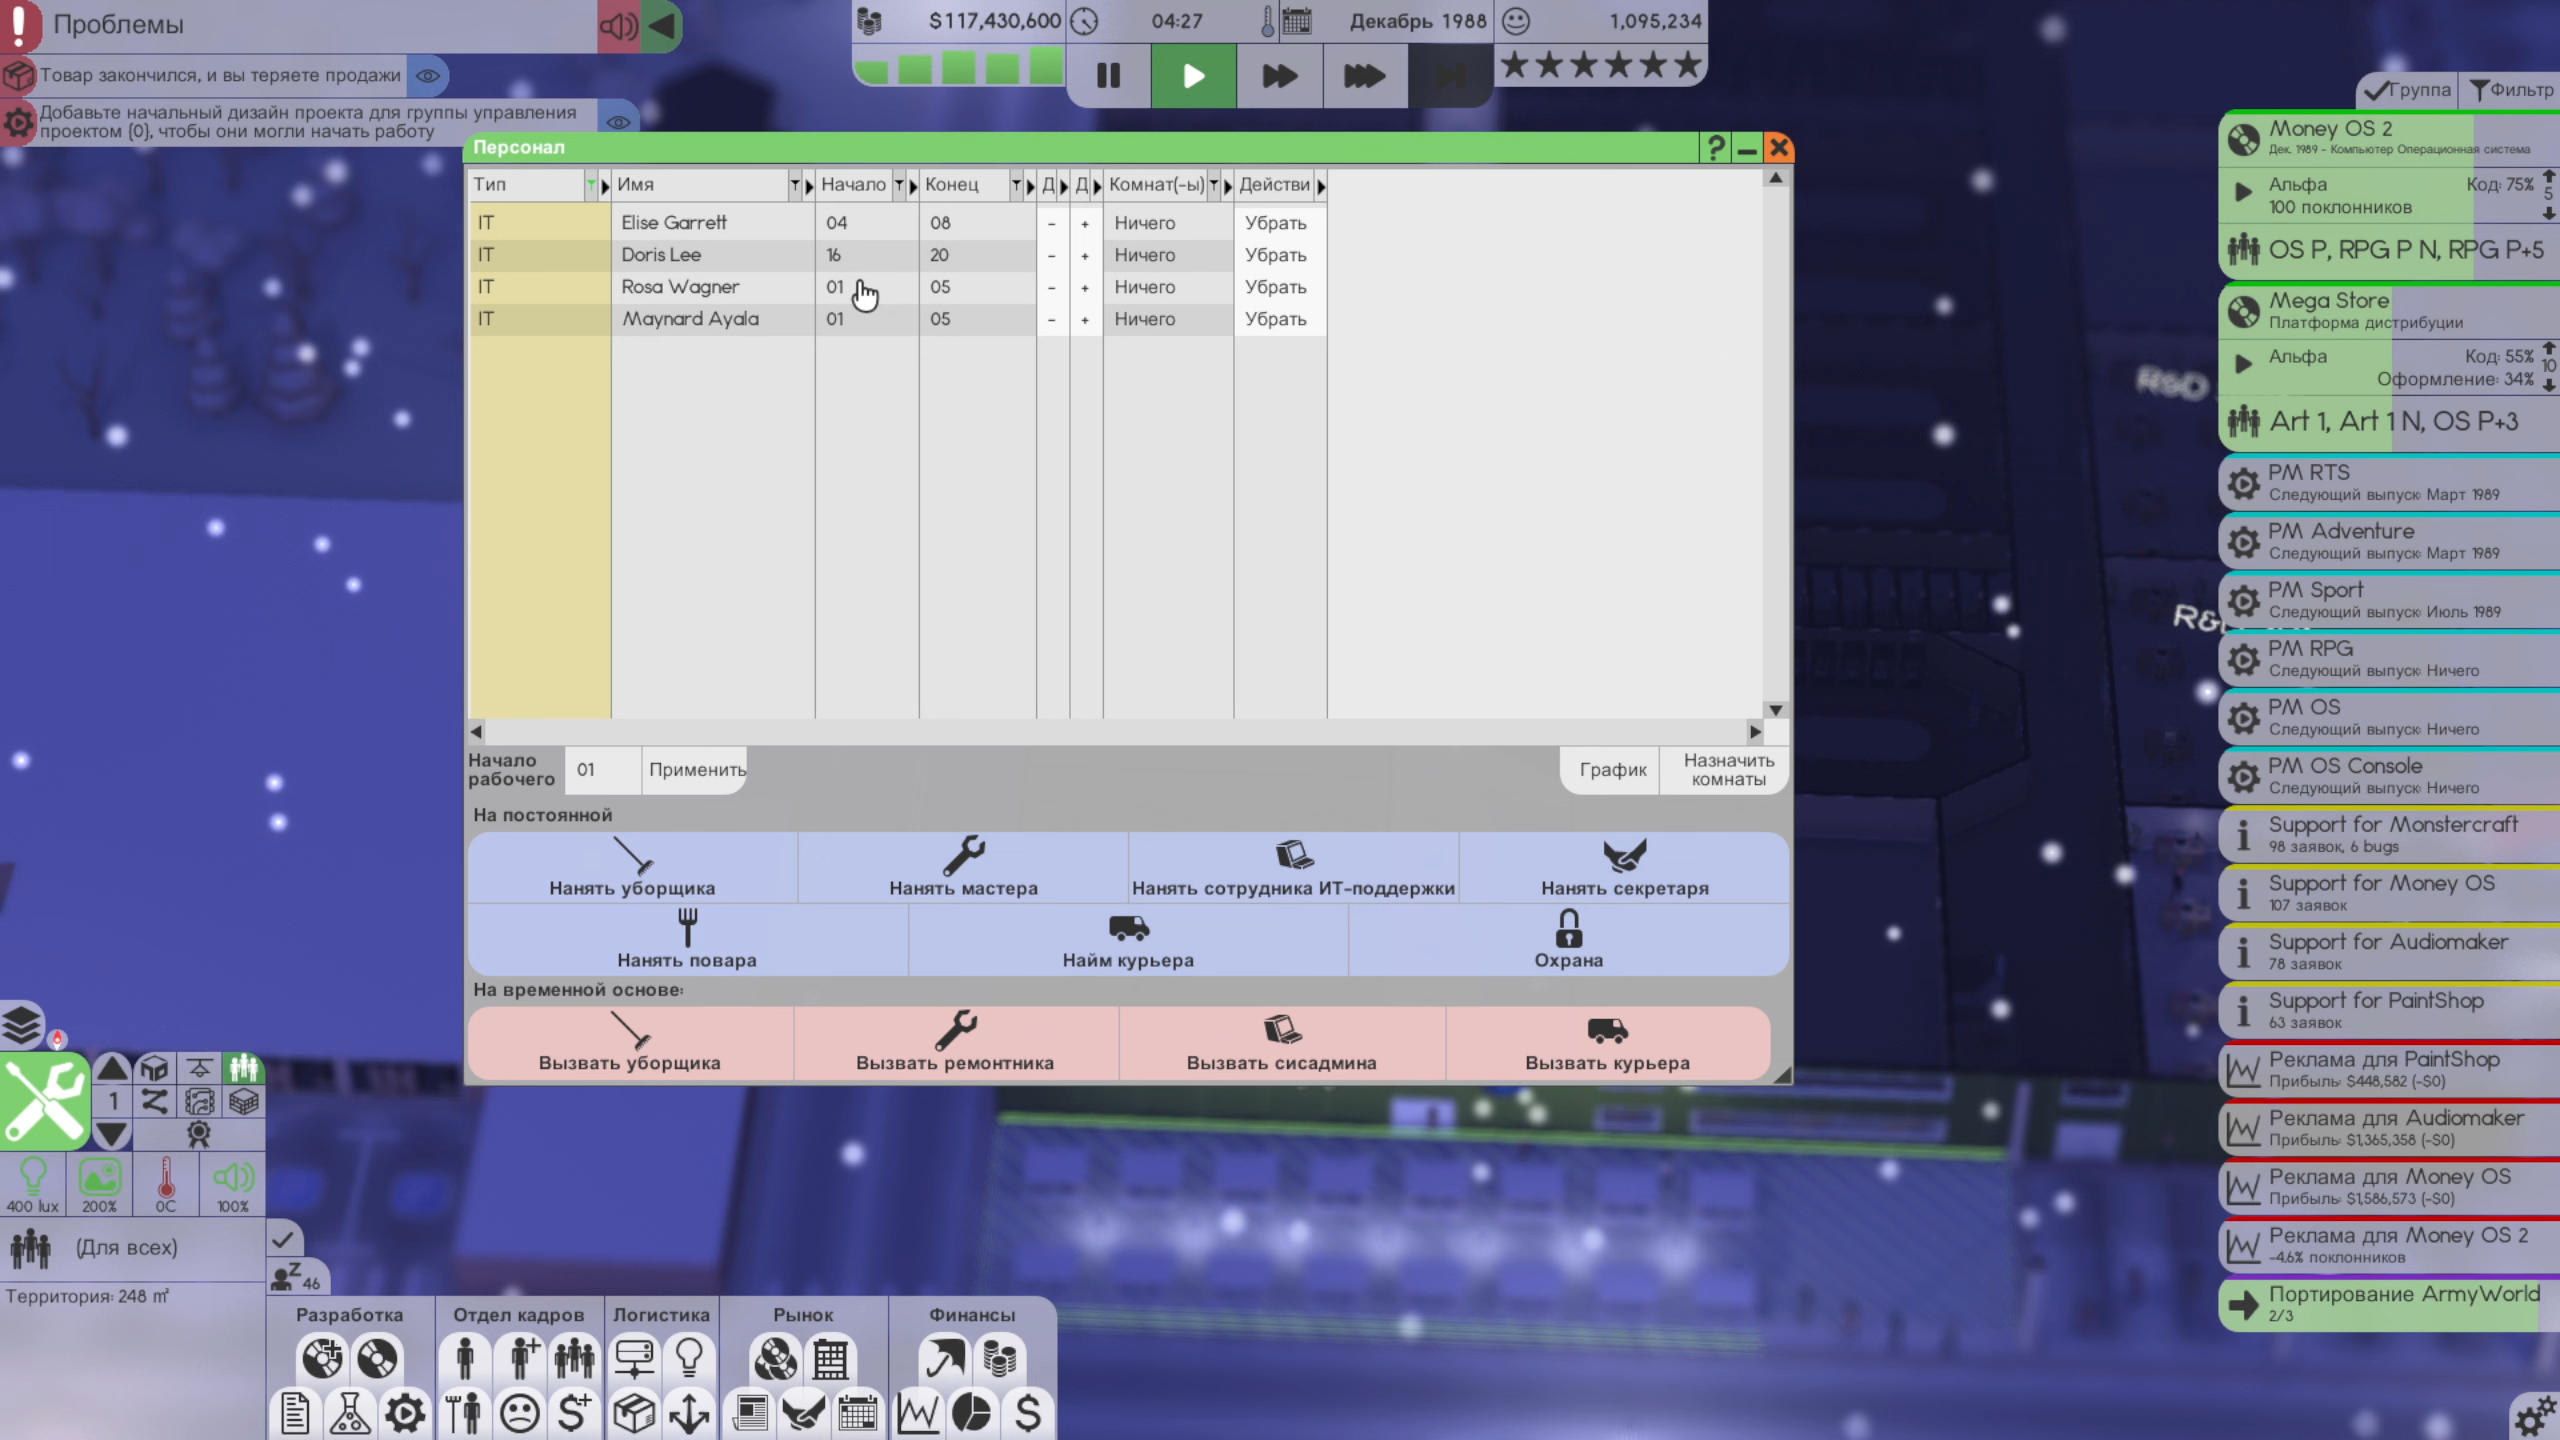 Проблемы
Товар закончился, и вы теряете продажи
Добавьте начальный дизайн проекта для группы управления
проектом (0), чтобы они могли начать работу
$117,430,600
04:27
Декабрь 1988
1,095,234
Группа
Фильтр
Персонал
Тип
Имя
Начало
Конец
Д
Д
Комнат(-ы)
Действи
IT
Elise Garrett
04
08
-
+
Ничего
Убрать
IT
Doris Lee
16
20
-
+
Ничего
Убрать
IT
Rosa Wagner
01
05
-
+
Ничего
Убрать
IT
Maynard Ayala
01
05
-
+
Ничего
Убрать
Начало
рабочего
01
Применить
График
Назначить
комнаты
На постоянной
Нанять уборщика
Нанять мастера
Нанять сотрудника ИТ-поддержки
Нанять секретаря
Нанять повара
Найм курьера
Охрана
На временной основе:
Вызвать уборщика
Вызвать ремонтника
Вызвать сисадмина
Вызвать курьера
Money OS 2
Дек. 1989 - Компьютер Операционная система
Альфа
Код: 75%
100 поклонников
5
OS P, RPG P N, RPG P+5
Mega Store
Платформа дистрибуции
Альфа
Код: 55%
Оформление: 34%
10
Art 1, Art 1 N, OS P+3
PM RTS
Следующий выпуск: Март 1989
PM Adventure
Следующий выпуск: Март 1989
PM Sport
Следующий выпуск: Июль 1989
PM RPG
Следующий выпуск: Ничего
PM OS
Следующий выпуск: Ничего
PM OS Console
Следующий выпуск: Ничего
Support for Monstercraft
98 заявок, 6 bugs
Support for Money OS
107 заявок
Support for Audiomaker
78 заявок
Support for PaintShop
63 заявок
Реклама для PaintShop
Прибыль: $448,582 (-$0)
Реклама для Audiomaker
Прибыль: $1,365,358 (-$0)
Реклама для Money OS
Прибыль: $1,586,573 (-$0)
Реклама для Money OS 2
-4.6% поклонников
Портирование ArmyWorld
2/3
R&D
1
400 lux
200%
0C
100%
(Для всех)
Z
46
Территория: 248 m²
Разработка
Отдел кадров
Логистика
Рынок
Финансы